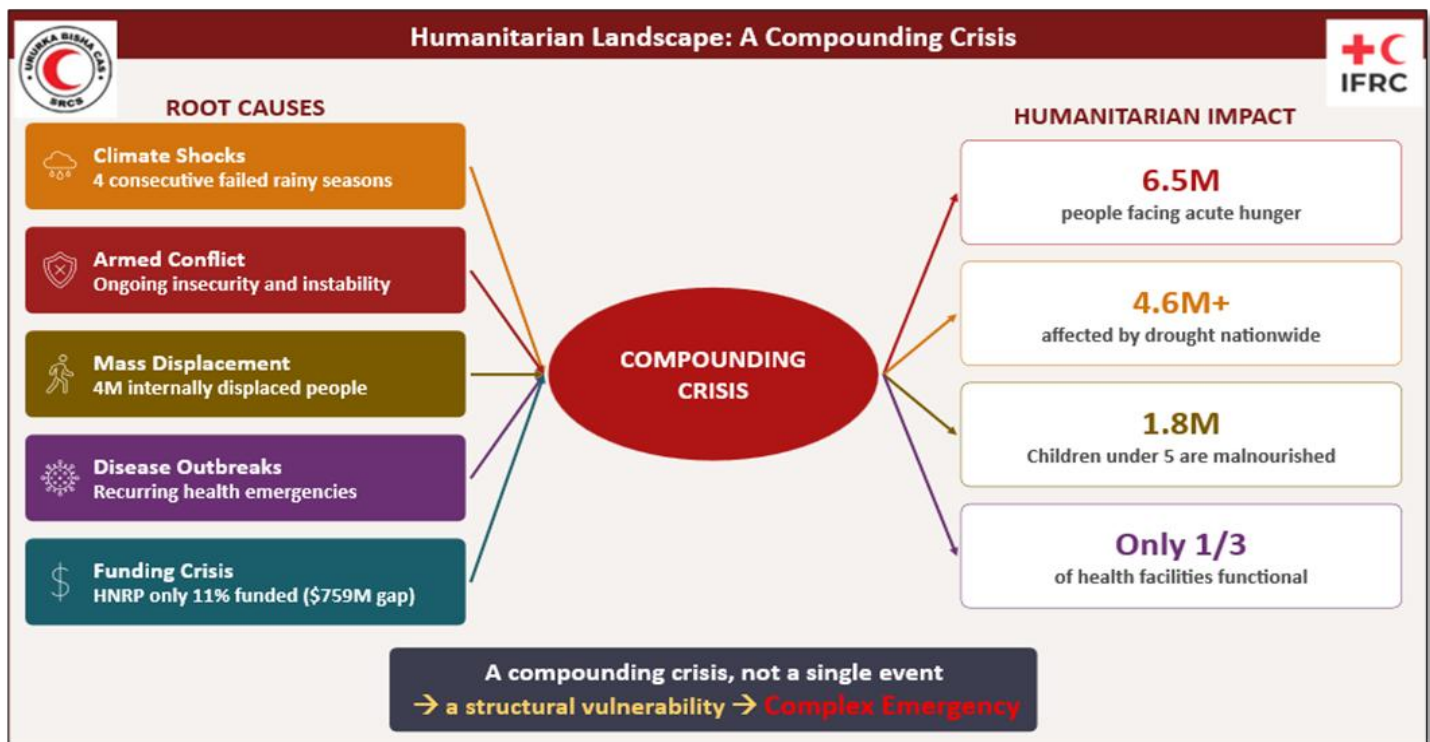 Humanitarian Landscape: A Compounding Crisis
URURKA BISHA CAS
SRCS
IFRC
ROOT CAUSES
Climate Shocks
4 consecutive failed rainy seasons
Armed Conflict
Ongoing insecurity and instability
Mass Displacement
4M internally displaced people
Disease Outbreaks
Recurring health emergencies
$
Funding Crisis
HNRP only 11% funded ($759M gap)
COMPOUNDING
CRISIS
HUMANITARIAN IMPACT
6.5M
people facing acute hunger
4.6M+
affected by drought nationwide
1.8M
Children under 5 are malnourished
Only 1/3
of health facilities functional
A compounding crisis, not a single event
→ a structural vulnerability → Complex Emergency